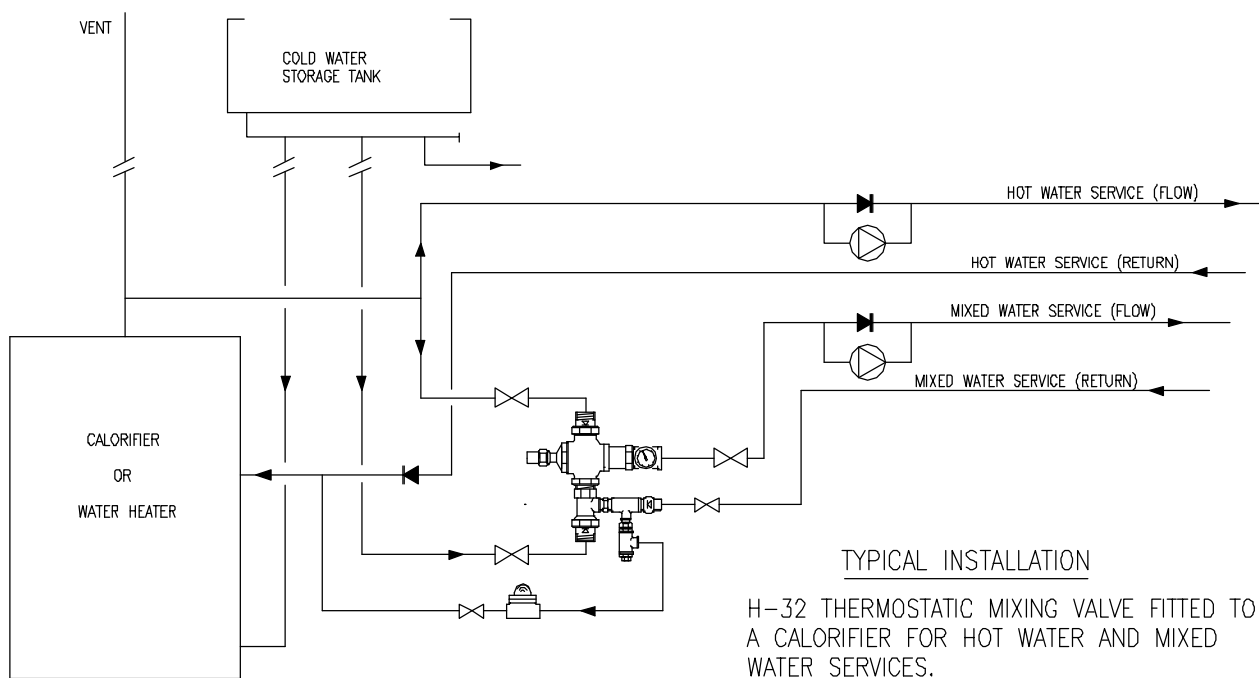 VENT
COLD WATER
STORAGE TANK
HOT WATER SERVICE (FLOW)
HOT WATER SERVICE (RETURN)
MIXED WATER SERVICE (FLOW)
MIXED WATER SERVICE (RETURN)
CALORIFIER
OR
WATER HEATER
TYPICAL INSTALLATION
H-32 THERMOSTATIC MIXING VALVE FITTED TO
A CALORIFIER FOR HOT WATER AND MIXED
WATER SERVICES.